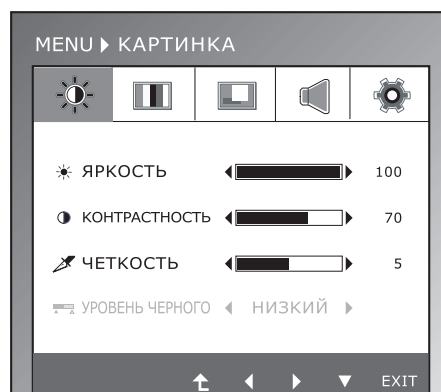 MENU КАРТИНКА
ЯРКОСТЬ 100
КОНТРАСТНОСТЬ 70
ЧЕТКОСТЬ 5
УРОВЕНЬ ЧЕРНОГО НИЗКИЙ
EXIT